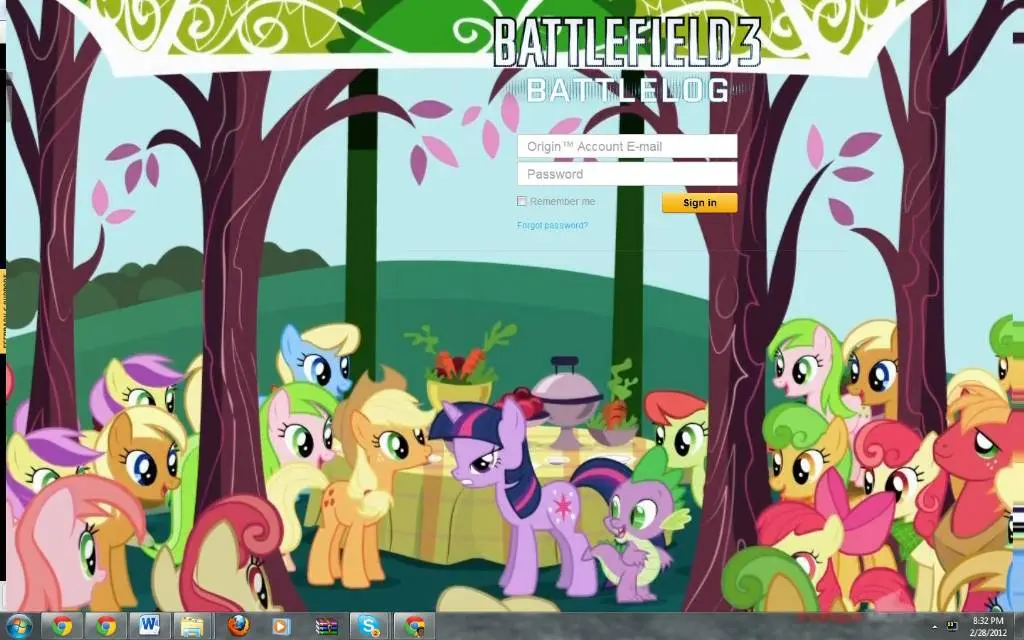 BATTLEFIELD 3
BATTLELOG
Origin™ Account E-mail
Password
Remember me
Sign in
Forgot password?
8:32 PM
2/28/2012